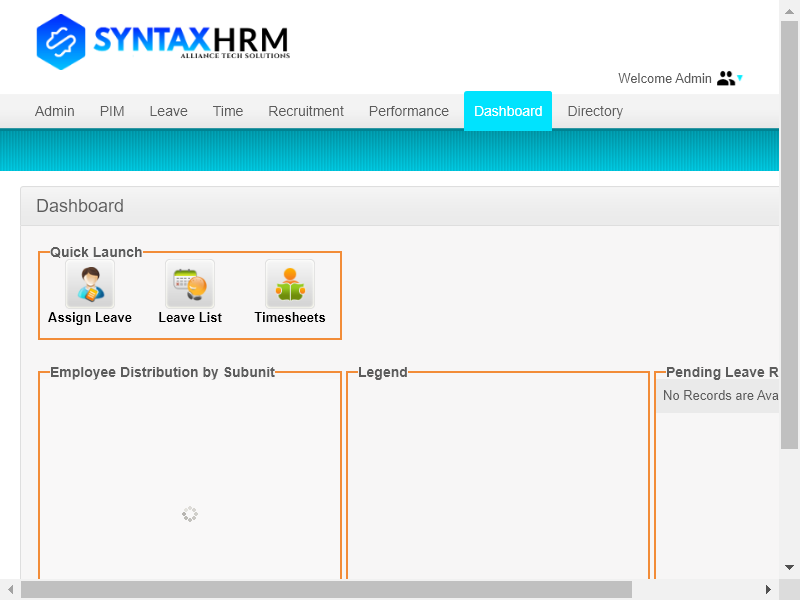 SYNTAXHRM
ALLIANCE TECH SOLUTIONS
Welcome Admin
Admin PIM Leave Time Recruitment Performance Dashboard Directory
Dashboard
Quick Launch
Assign Leave Leave List Timesheets
Employee Distribution by Subunit Legend Pending Leave R
No Records are Ava